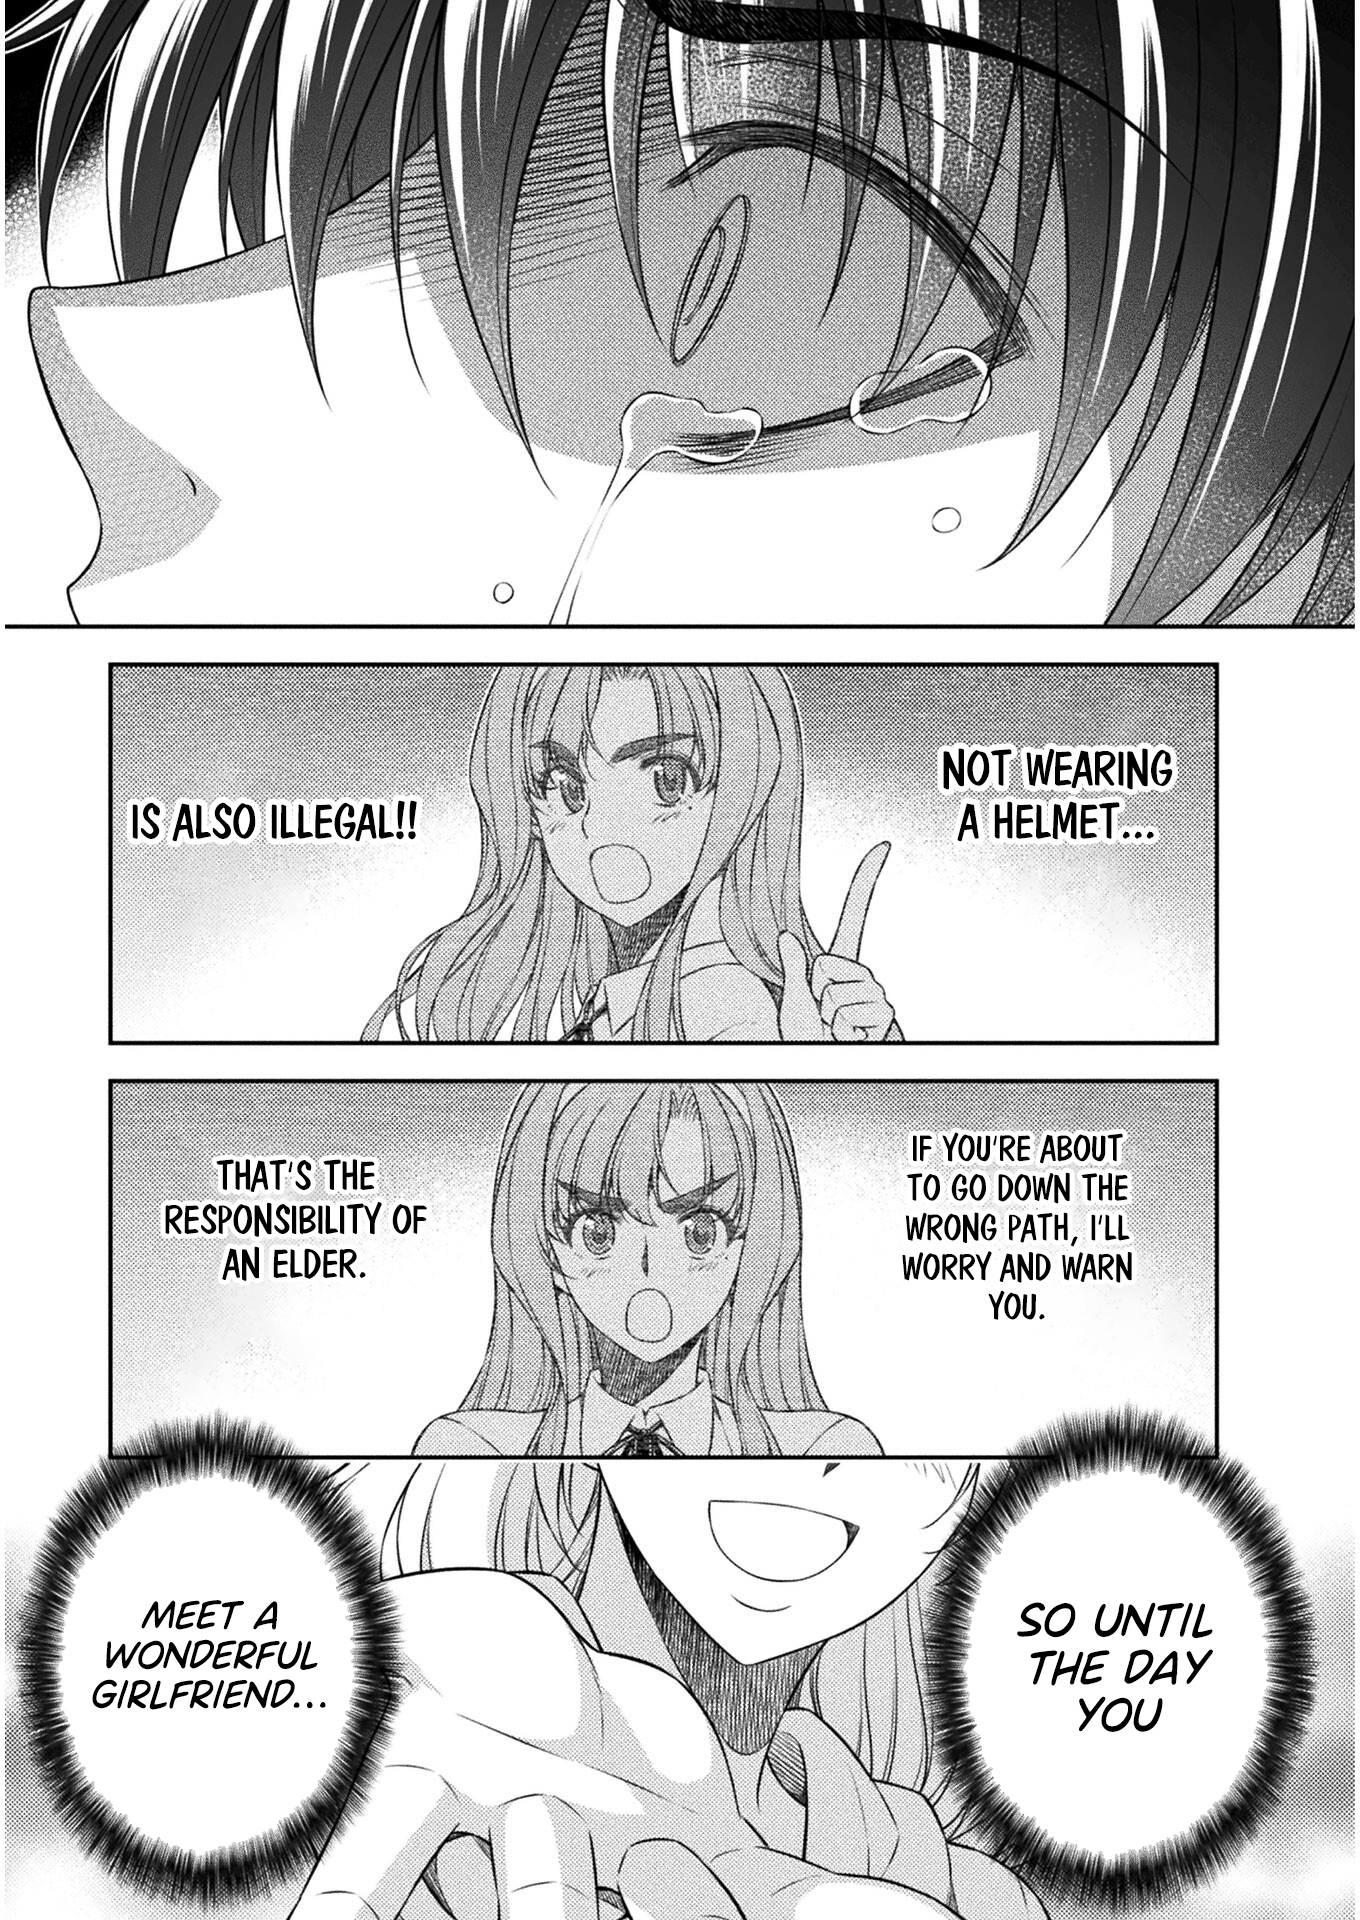 NOT WEARING
A HELMET...
IS ALSO ILLEGAL!!
IF YOU'RE ABOUT
TO GO DOWN THE
WRONG PATH, I'LL
WORRY AND WARN
YOU.
THAT'S THE
RESPONSIBILITY OF
AN ELDER.
SO UNTIL
THE DAY
YOU
MEET A
WONDERFUL
GIRLFRIEND...